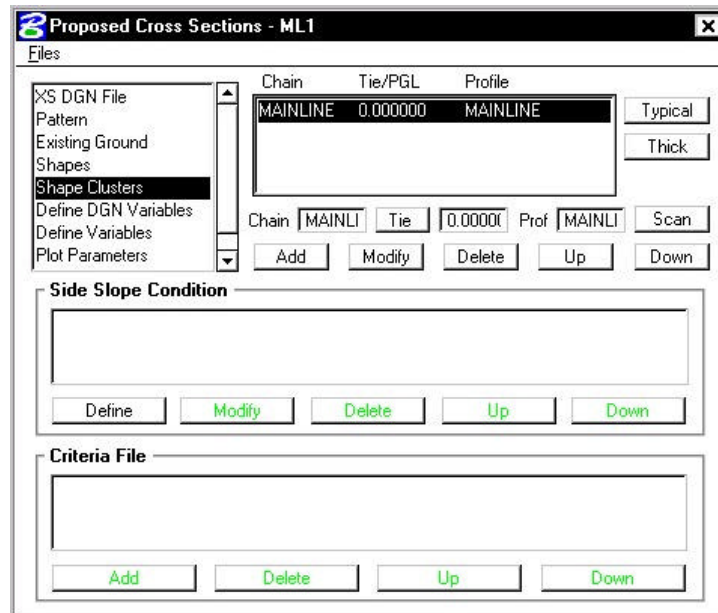 Proposed Cross Sections - ML1
Files
XS DGN File
Pattern
Existing Ground
Shapes
Shape Clusters
Define DGN Variables
Define Variables
Plot Parameters
Chain Tie/PGL Profile
MAINLINE 0.000000 MAINLINE
Typical
Thick
Chain MAINLI Tie 0.0000( Prof MAINLI Scan
Add Modify Delete Up Down
Side Slope Condition
Define Modify Delete Up Down
Criteria File
Add Delete Up Down